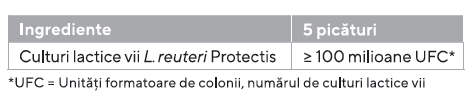 Ingrediente 5 picături
Culturi lactice vii L. reuteri Protectis ≥ 100 milioane UFC*
*UFC = Unități formatoare de colonii, numărul de culturi lactice vii